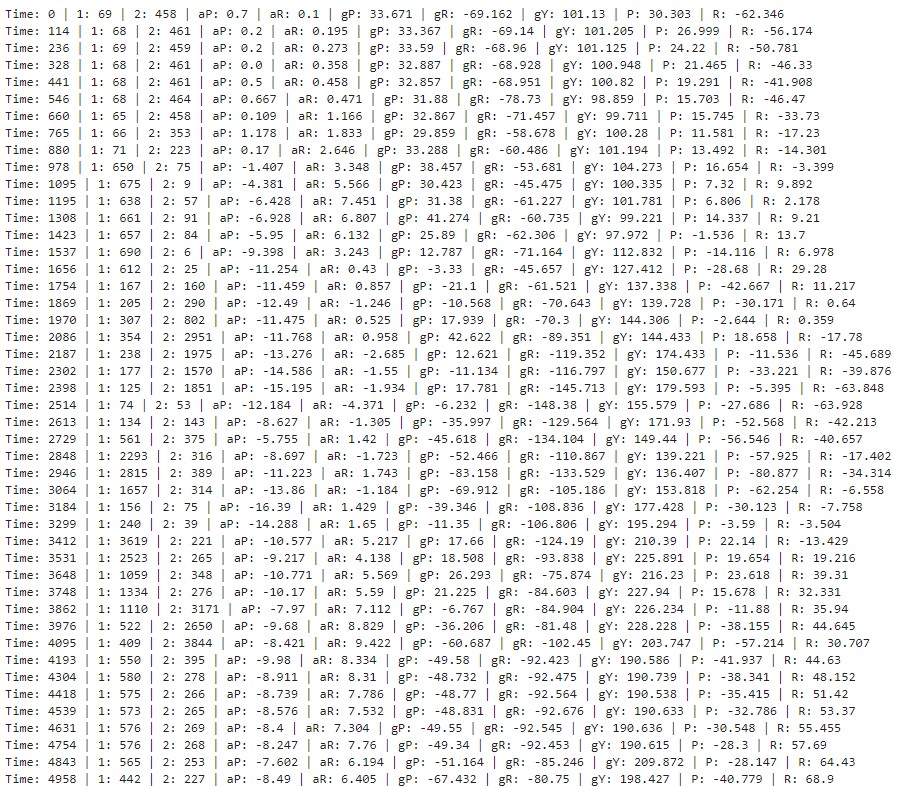 Time: 0 | 1: 69 | 2: 458 | aP: 0.7 | aR: 0.1 | gP: 33.671 | gR: -69.162 | gY: 101.13 | P: 30.303 | R: -62.346
Time: 114 | 1: 68 | 2: 461 | aP: 0.2 | aR: 0.195 | gP: 33.367 | gR: -69.14 | gY: 101.205 | P: 26.999 | R: -56.174
Time: 236 | 1: 69 | 2: 459 | aP: 0.2 | aR: 0.273 | gP: 33.59 | gR: -68.96 | gY: 101.125 | P: 24.22 | R: -50.781
Time: 328 | 1: 68 | 2: 461 | aP: 0.0 | aR: 0.358 | gP: 32.887 | gR: -68.928 | gY: 100.948 | P: 21.465 | R: -46.33
Time: 441 | 1: 68 | 2: 461 | aP: 0.5 | aR: 0.458 | gP: 32.857 | gR: -68.951 | gY: 100.82 | P: 19.291 | R: -41.908
Time: 546 | 1: 68 | 2: 464 | aP: 0.667 | aR: 0.471 | gP: 31.88 | gR: -78.73 | gY: 98.859 | P: 15.703 | R: -46.47
Time: 660 | 1: 65 | 2: 458 | aP: 0.109 | aR: 1.166 | gP: 32.867 | gR: -71.457 | gY: 99.711 | P: 15.745 | R: -33.73
Time: 765 | 1: 66 | 2: 353 | aP: 1.178 | aR: 1.833 | gP: 29.859 | gR: -58.678 | gY: 100.28 | P: 11.581 | R: -17.23
Time: 880 | 1: 71 | 2: 223 | aP: 0.17 | aR: 2.646 | gP: 33.288 | gR: -60.486 | gY: 101.194 | P: 13.492 | R: -14.301
Time: 978 | 1: 650 | 2: 75 | aP: -1.407 | aR: 3.348 | gP: 38.457 | gR: -53.681 | gY: 104.273 | P: 16.654 | R: -3.399
Time: 1095 | 1: 675 | 2: 9 | aP: -4.381 | aR: 5.566 | gP: 30.423 | gR: -45.475 | gY: 100.335 | P: 7.32 | R: 9.892
Time: 1195 | 1: 638 | 2: 57 | aP: -6.428 | aR: 7.451 | gP: 31.38 | gR: -61.227 | gY: 101.781 | P: 6.806 | R: 2.178
Time: 1308 | 1: 661 | 2: 91 | aP: -6.928 | aR: 6.807 | gP: 41.274 | gR: -60.735 | gY: 99.221 | P: 14.337 | R: 9.21
Time: 1423 | 1: 657 | 2: 84 | aP: -5.95 | aR: 6.132 | gP: 25.89 | gR: -62.306 | gY: 97.972 | P: -1.536 | R: 13.7
Time: 1537 | 1: 690 | 2: 6 | aP: -9.398 | aR: 3.243 | gP: 12.787 | gR: -71.164 | gY: 112.832 | P: -14.116 | R: 6.978
Time: 1656 | 1: 612 | 2: 25 | aP: -11.254 | aR: 0.43 | gP: -3.33 | gR: -45.657 | gY: 127.412 | P: -28.68 | R: 29.28
Time: 1754 | 1: 167 | 2: 160 | aP: -11.459 | aR: 0.857 | gP: -21.1 | gR: -61.521 | gY: 137.338 | P: -42.667 | R: 11.217
Time: 1869 | 1: 205 | 2: 290 | aP: -12.49 | aR: -1.246 | gP: -10.568 | gR: -70.643 | gY: 139.728 | P: -30.171 | R: 0.64
Time: 1970 | 1: 307 | 2: 802 | aP: -11.475 | aR: 0.525 | gP: 17.939 | gR: -70.3 | gY: 144.306 | P: -2.644 | R: 0.359
Time: 2086 | 1: 354 | 2: 2951 | aP: -11.768 | aR: 0.958 | gP: 42.622 | gR: -89.351 | gY: 144.433 | P: 18.658 | R: -17.78
Time: 2187 | 1: 238 | 2: 1975 | aP: -13.276 | aR: -2.685 | gP: 12.621 | gR: -119.352 | gY: 174.433 | P: -11.536 | R: -45.689
Time: 2302 | 1: 177 | 2: 1570 | aP: -14.586 | aR: -1.55 | gP: -11.134 | gR: -116.797 | gY: 150.677 | P: -33.221 | R: -39.876
Time: 2398 | 1: 125 | 2: 1851 | aP: -15.195 | aR: -1.934 | gP: 17.781 | gR: -145.713 | gY: 179.593 | P: -5.395 | R: -63.848
Time: 2514 | 1: 74 | 2: 53 | aP: -12.184 | aR: -4.371 | gP: -6.232 | gR: -148.38 | gY: 155.579 | P: -27.686 | R: -63.928
Time: 2613 | 1: 134 | 2: 143 | aP: -8.627 | aR: -1.305 | gP: -35.997 | gR: -129.564 | gY: 171.93 | P: -52.568 | R: -42.213
Time: 2729 | 1: 561 | 2: 375 | aP: -5.755 | aR: 1.42 | gP: -45.618 | gR: -134.104 | gY: 149.44 | P: -56.546 | R: -40.657
Time: 2848 | 1: 2293 | 2: 316 | aP: -8.697 | aR: -1.723 | gP: -52.466 | gR: -110.867 | gY: 139.221 | P: -57.925 | R: -17.402
Time: 2946 | 1: 2815 | 2: 389 | aP: -11.223 | aR: 1.743 | gP: -83.158 | gR: -133.529 | gY: 136.407 | P: -80.877 | R: -34.314
Time: 3064 | 1: 1657 | 2: 314 | aP: -13.86 | aR: -1.184 | gP: -69.912 | gR: -105.186 | gY: 153.818 | P: -62.254 | R: -6.558
Time: 3184 | 1: 156 | 2: 75 | aP: -16.39 | aR: 1.429 | gP: -39.346 | gR: -108.836 | gY: 177.428 | P: -30.123 | R: -7.758
Time: 3299 | 1: 240 | 2: 39 | aP: -14.288 | aR: 1.65 | gP: -11.35 | gR: -106.806 | gY: 195.294 | P: -3.59 | R: -3.504
Time: 3412 | 1: 3619 | 2: 221 | aP: -10.577 | aR: 5.217 | gP: 17.66 | gR: -124.19 | gY: 210.39 | P: 22.14 | R: -13.429
Time: 3531 | 1: 2523 | 2: 265 | aP: -9.217 | aR: 4.138 | gP: 18.508 | gR: -93.838 | gY: 225.891 | P: 19.654 | R: 19.216
Time: 3648 | 1: 1059 | 2: 348 | aP: -10.771 | aR: 5.569 | gP: 26.293 | gR: -75.874 | gY: 216.23 | P: 23.618 | R: 39.31
Time: 3748 | 1: 1334 | 2: 276 | aP: -10.17 | aR: 5.59 | gP: 21.225 | gR: -84.603 | gY: 227.94 | P: 15.678 | R: 32.331
Time: 3862 | 1: 1110 | 2: 3171 | aP: -7.97 | aR: 7.112 | gP: -6.767 | gR: -84.904 | gY: 226.234 | P: -11.88 | R: 35.94
Time: 3976 | 1: 522 | 2: 2650 | aP: -9.68 | aR: 8.829 | gP: -36.206 | gR: -81.48 | gY: 228.228 | P: -38.155 | R: 44.645
Time: 4095 | 1: 409 | 2: 3844 | aP: -8.421 | aR: 9.422 | gP: -60.687 | gR: -102.45 | gY: 203.747 | P: -57.214 | R: 30.707
Time: 4193 | 1: 550 | 2: 395 | aP: -9.98 | aR: 8.334 | gP: -49.58 | gR: -92.423 | gY: 190.586 | P: -41.937 | R: 44.63
Time: 4304 | 1: 580 | 2: 278 | aP: -8.911 | aR: 8.31 | gP: -48.732 | gR: -92.475 | gY: 190.739 | P: -38.341 | R: 48.152
Time: 4418 | 1: 575 | 2: 266 | aP: -8.739 | aR: 7.786 | gP: -48.77 | gR: -92.564 | gY: 190.538 | P: -35.415 | R: 51.42
Time: 4539 | 1: 573 | 2: 265 | aP: -8.576 | aR: 7.532 | gP: -48.831 | gR: -92.676 | gY: 190.633 | P: -32.786 | R: 53.37
Time: 4631 | 1: 576 | 2: 269 | aP: -8.4 | aR: 7.304 | gP: -49.55 | gR: -92.545 | gY: 190.636 | P: -30.548 | R: 55.455
Time: 4754 | 1: 576 | 2: 268 | aP: -8.247 | aR: 7.76 | gP: -49.34 | gR: -92.453 | gY: 190.615 | P: -28.3 | R: 57.69
Time: 4843 | 1: 565 | 2: 253 | aP: -7.602 | aR: 6.194 | gP: -51.164 | gR: -85.246 | gY: 209.872 | P: -28.147 | R: 64.43
Time: 4958 | 1: 442 | 2: 227 | aP: -8.49 | aR: 6.405 | gP: -67.432 | gR: -80.75 | gY: 198.427 | P: -40.779 | R: 68.9